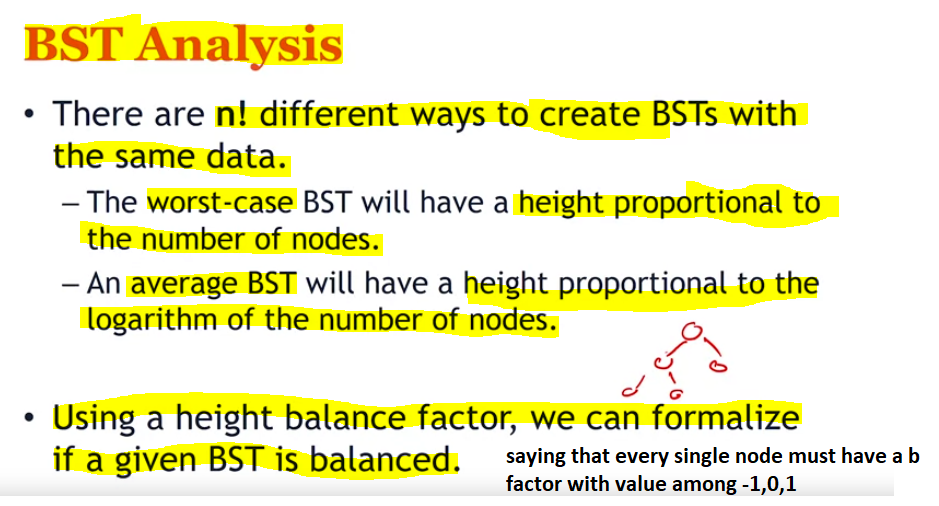 BST Analysis
• There are n! different ways to create BSTs with
the same data.
– The worst-case BST will have a height proportional to
the number of nodes.
– An average BST will have a height proportional to the
logarithm of the number of nodes.
• Using a height balance factor, we can formalize
if a given BST is balanced.
saying that every single node must have a b
factor with value among -1,0,1